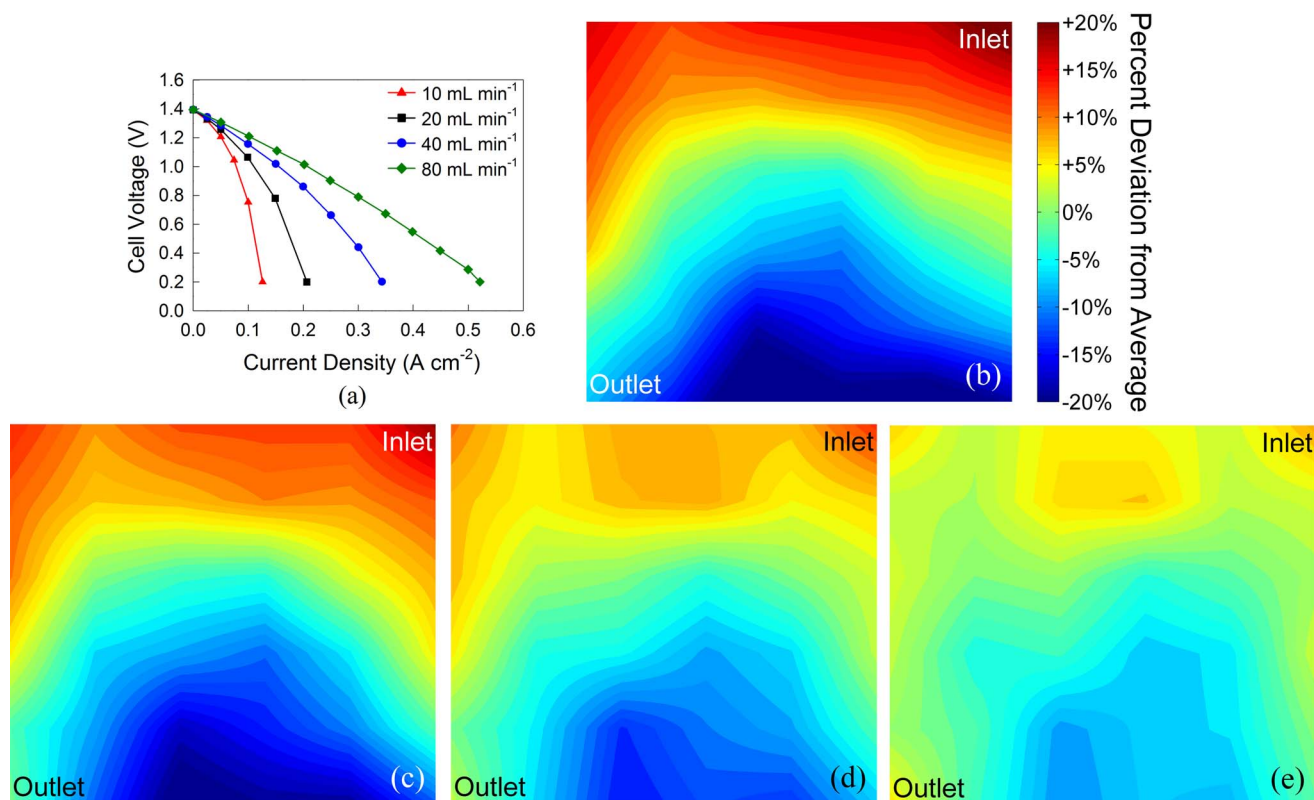 1.6
1.4
1.2
1.0
0.8
0.6
0.4
0.2
0.0
Cell Voltage (V)
10 mL min⁻¹
20 mL min⁻¹
40 mL min⁻¹
80 mL min⁻¹
0.0 0.1 0.2 0.3 0.4 0.5 0.6
Current Density (A cm⁻²)
(a)
Inlet
Outlet
(b)
+20%
+15%
+10%
+5%
0%
-5%
-10%
-15%
-20%
Percent Deviation from Average
Inlet
Outlet
(c)
Inlet
Outlet
(d)
Inlet
Outlet
(e)